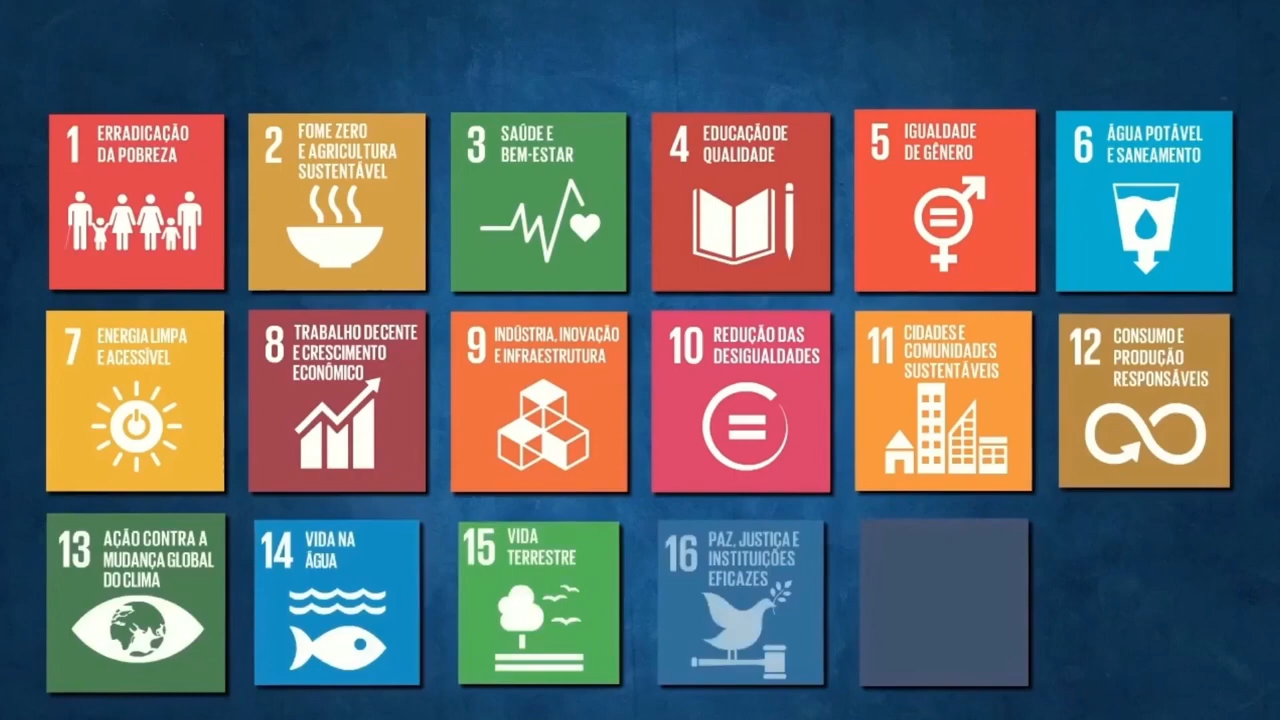 1
ERRADICAÇÃO
DA POBREZA
2
FOME ZERO
E AGRICULTURA
SUSTENTÁVEL
3
SAÚDE E
BEM-ESTAR
4
EDUCAÇÃO DE
QUALIDADE
5
IGUALDADE
DE GÊNERO
6
ÁGUA POTÁVEL
E SANEAMENTO
7
ENERGIA LIMPA
E ACESSÍVEL
8
TRABALHO DECENTE
E CRESCIMENTO
ECONÔMICO
9
INDÚSTRIA, INOVAÇÃO
E INFRAESTRUTURA
10
REDUÇÃO DAS
DESIGUALDADES
11
CIDADES E
COMUNIDADES
SUSTENTÁVEIS
12
CONSUMO E
PRODUÇÃO
RESPONSÁVEIS
13
AÇÃO CONTRA A
MUDANÇA GLOBAL
DO CLIMA
14
VIDA NA
ÁGUA
15
VIDA
TERRESTRE
16
PAZ, JUSTIÇA E
INSTITUIÇÕES
EFICAZES